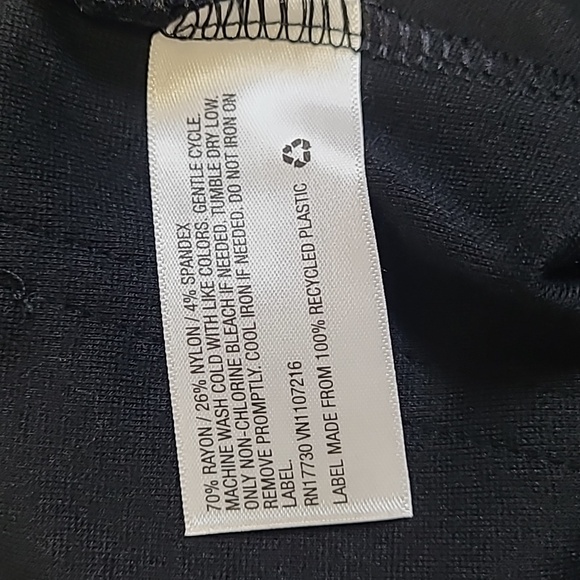 70% RAYON / 26% NYLON / 4% SPANDEX
MACHINE WASH COLD WITH LIKE COLORS. GENTLE CYCLE.
ONLY NON-CHLORINE BLEACH IF NEEDED. TUMBLE DRY LOW.
REMOVE PROMPTLY. COOL IRON IF NEEDED. DO NOT IRON ON
LABEL.
RN17730 VN1107216
LABEL MADE FROM 100% RECYCLED PLASTIC